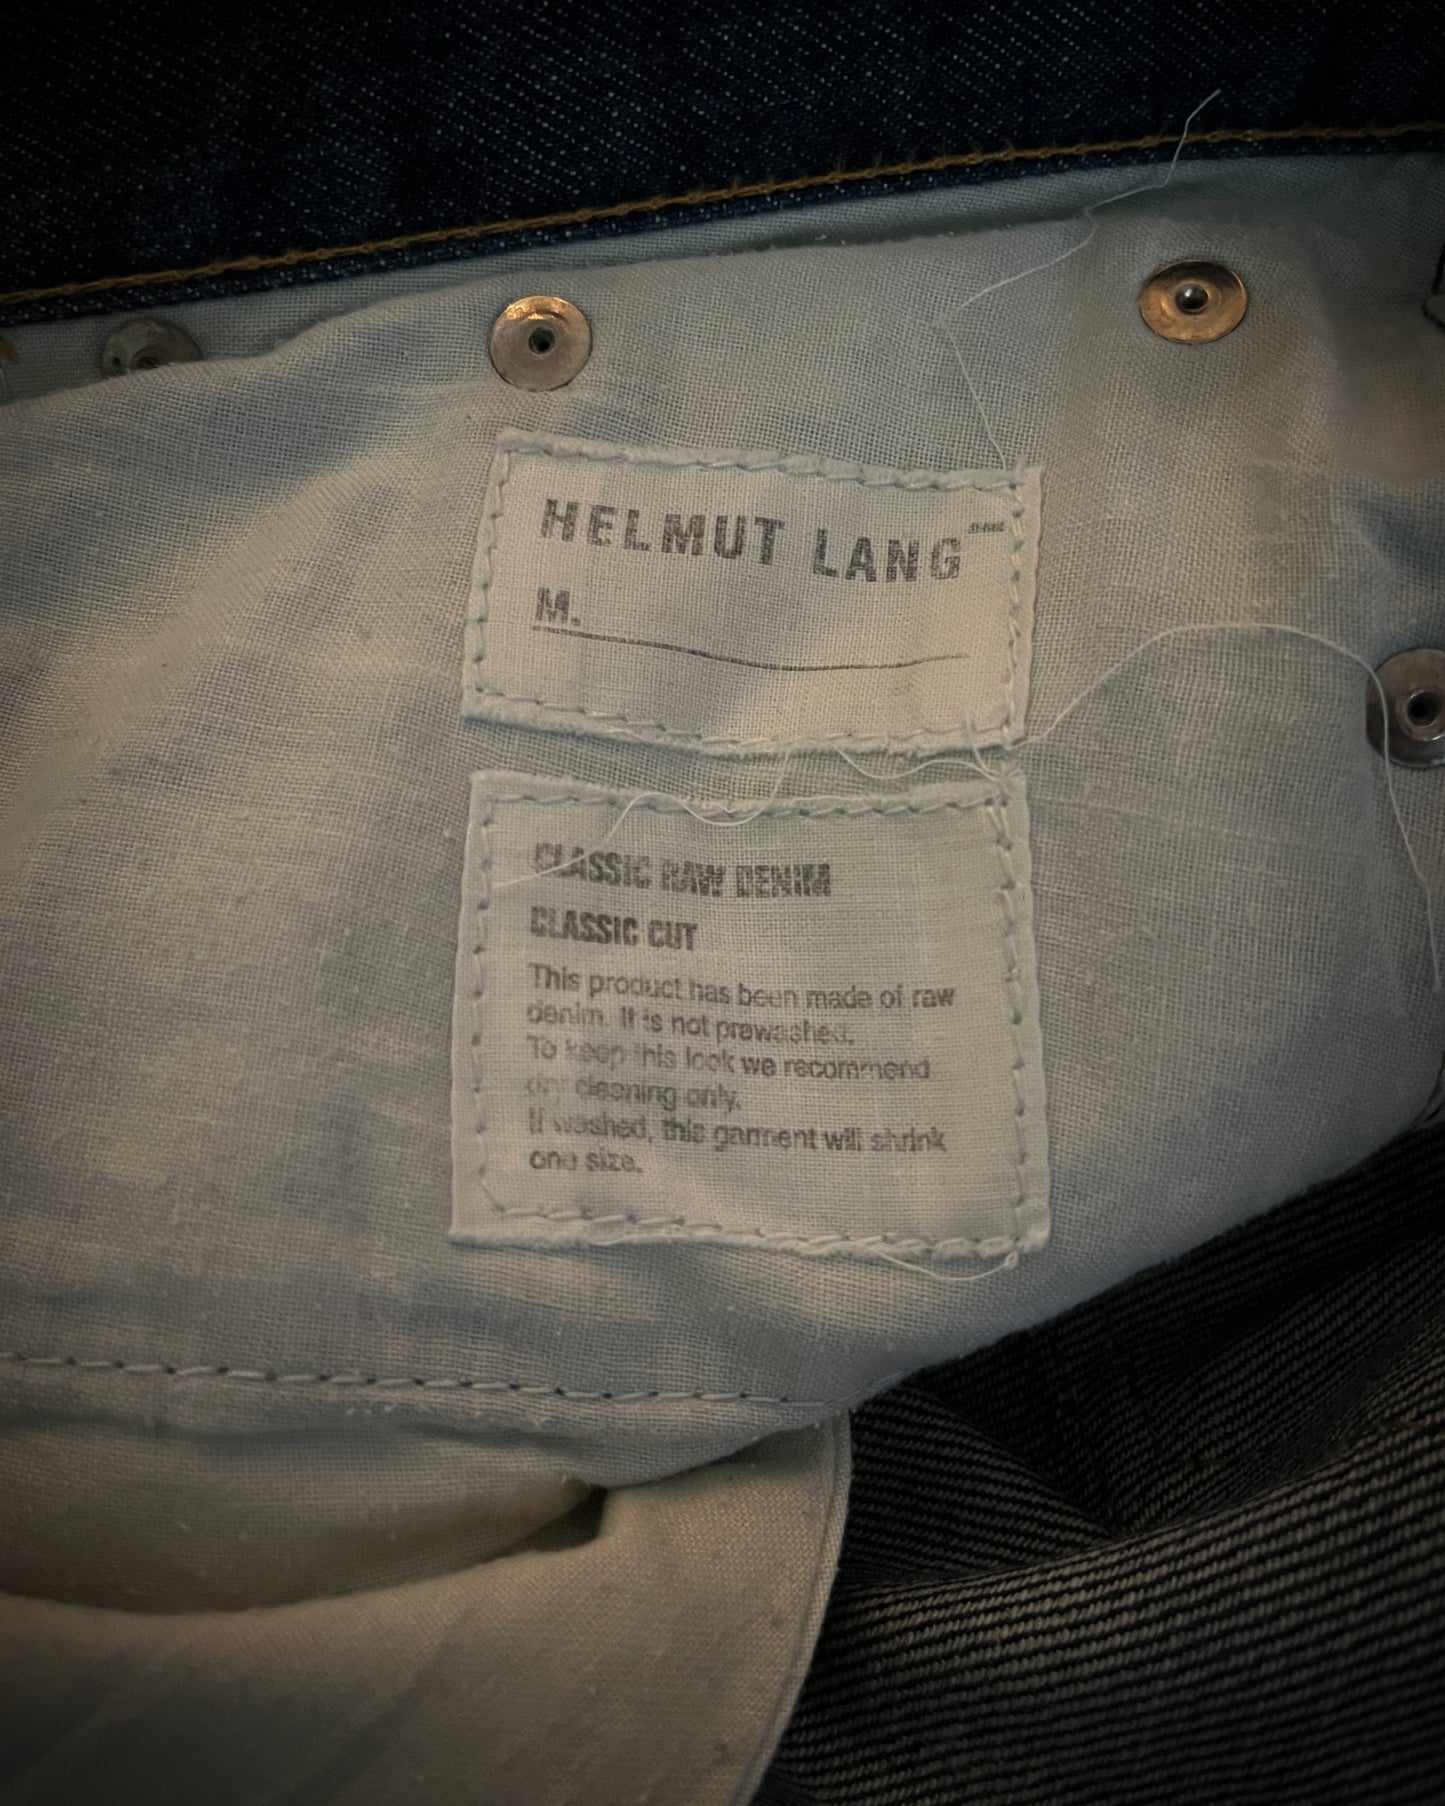 HELMUT LANG
M.
CLASSIC RAW DENIM
CLASSIC CUT
This product has been made of raw
denim. It is not prewashed.
To keep this look we recommend
dry cleaning only.
If washed, this garment will shrink
one size.